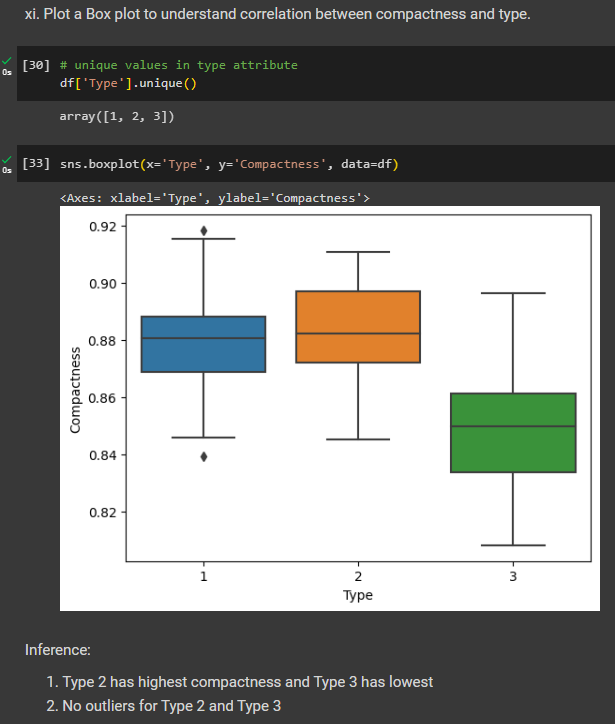 xi. Plot a Box plot to understand correlation between compactness and type.
[30] # unique values in type attribute
0s
df['Type'].unique()
array([1, 2, 3])
[33] sns.boxplot(x='Type', y='Compactness', data=df)
0s
<Axes: xlabel='Type', ylabel='Compactness'>
0.92
0.90
0.88
0.86
0.84
0.82
Compactness
1 2 3
Type
Inference:
1. Type 2 has highest compactness and Type 3 has lowest
2. No outliers for Type 2 and Type 3